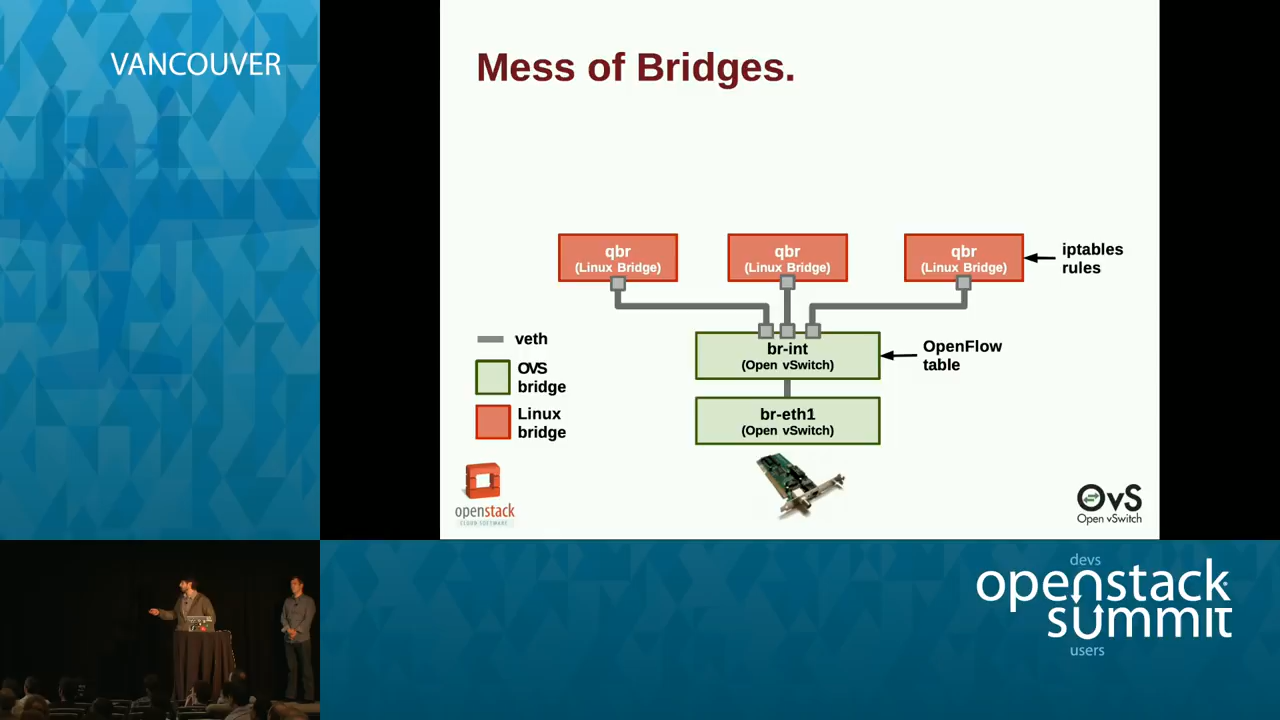 VANCOUVER
Mess of Bridges.
qbr
(Linux Bridge)
qbr
(Linux Bridge)
qbr
(Linux Bridge)
iptables
rules
veth
OVS
bridge
Linux
bridge
br-int
(Open vSwitch)
OpenFlow
table
br-eth1
(Open vSwitch)
openstack
CLOUD SOFTWARE
OvS
Open vSwitch
devs
openstack
summit
users